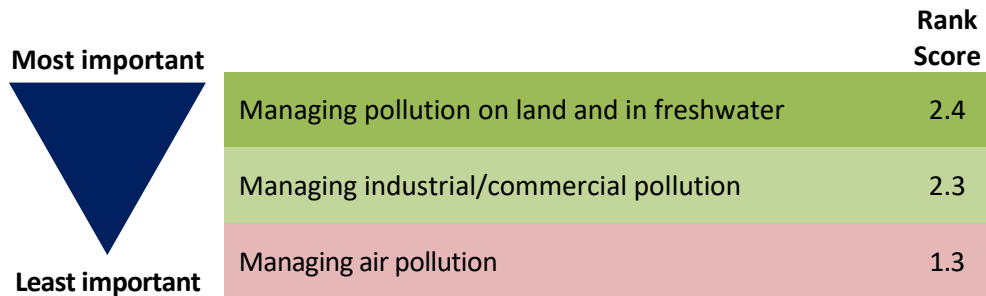 Rank
Score
Most important
Managing pollution on land and in freshwater 2.4
Managing industrial/commercial pollution 2.3
Managing air pollution 1.3
Least important